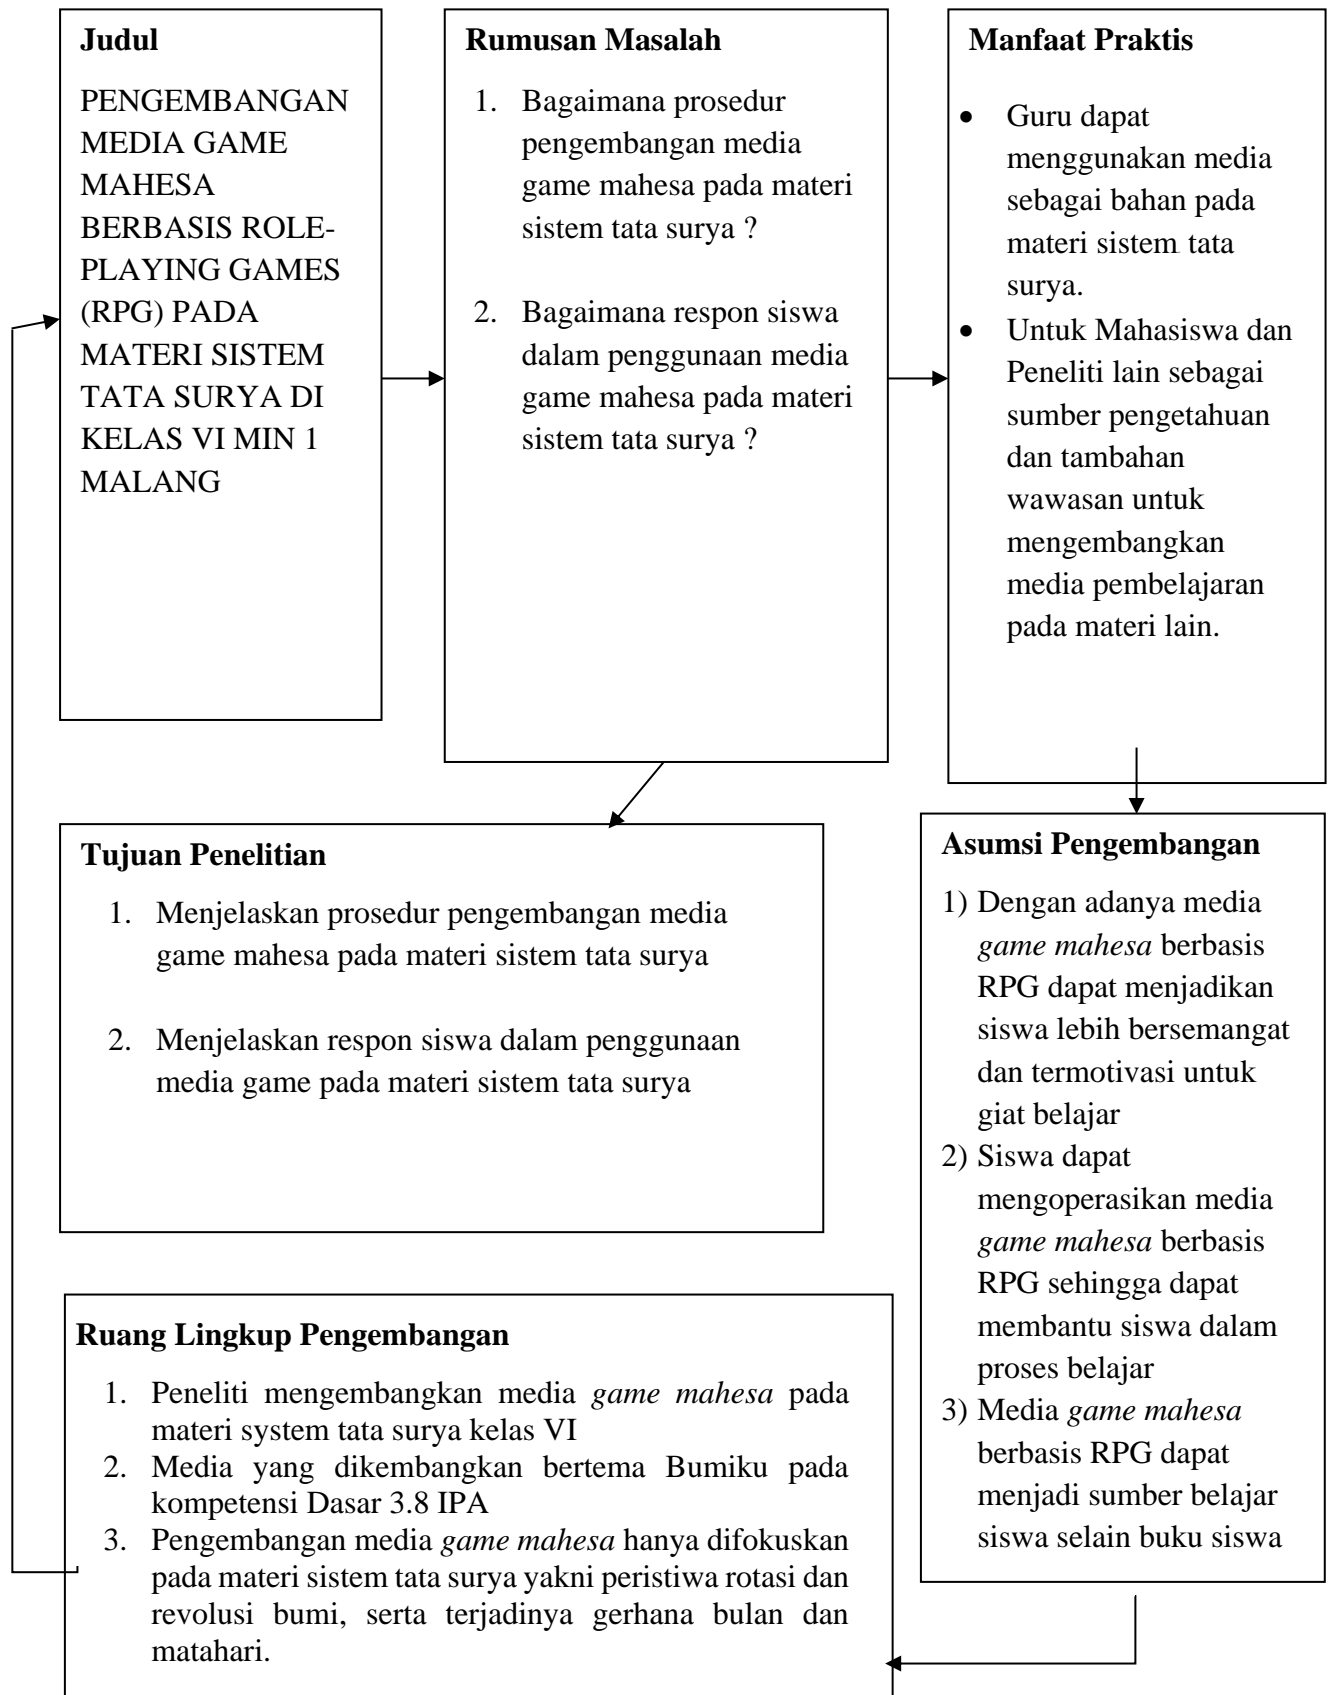 Judul
PENGEMBANGAN
MEDIA GAME
MAHESA
BERBASIS ROLE-
PLAYING GAMES
(RPG) PADA
MATERI SISTEM
TATA SURYA DI
KELAS VI MIN 1
MALANG
Rumusan Masalah
1. Bagaimana prosedur
pengembangan media
game mahesa pada materi
sistem tata surya ?
2. Bagaimana respon siswa
dalam penggunaan media
game mahesa pada materi
sistem tata surya ?
Manfaat Praktis
• Guru dapat
menggunakan media
sebagai bahan pada
materi sistem tata
surya.
• Untuk Mahasiswa dan
Peneliti lain sebagai
sumber pengetahuan
dan tambahan
wawasan untuk
mengembangkan
media pembelajaran
pada materi lain.
Tujuan Penelitian
1. Menjelaskan prosedur pengembangan media
game mahesa pada materi sistem tata surya
2. Menjelaskan respon siswa dalam penggunaan
media game pada materi sistem tata surya
Asumsi Pengembangan
1) Dengan adanya media
game mahesa berbasis
RPG dapat menjadikan
siswa lebih bersemangat
dan termotivasi untuk
giat belajar
2) Siswa dapat
mengoperasikan media
game mahesa berbasis
RPG sehingga dapat
membantu siswa dalam
proses belajar
3) Media game mahesa
berbasis RPG dapat
menjadi sumber belajar
siswa selain buku siswa
Ruang Lingkup Pengembangan
1. Peneliti mengembangkan media game mahesa pada
materi system tata surya kelas VI
2. Media yang dikembangkan bertema Bumiku pada
kompetensi Dasar 3.8 IPA
3. Pengembangan media game mahesa hanya difokuskan
pada materi sistem tata surya yakni peristiwa rotasi dan
revolusi bumi, serta terjadinya gerhana bulan dan
matahari.